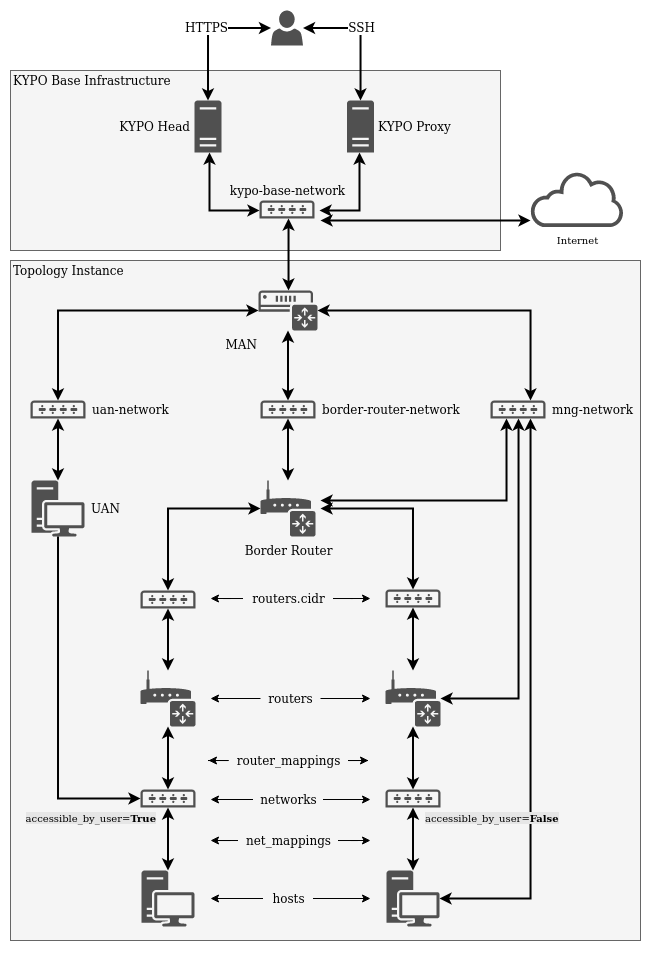 HTTPS
SSH
KYPO Base Infrastructure
KYPO Head
KYPO Proxy
kypo-base-network
Internet
Topology Instance
MAN
uan-network
border-router-network
mng-network
UAN
Border Router
routers.cidr
routers
router_mappings
networks
accessible_by_user=True
accessible_by_user=False
net_mappings
hosts